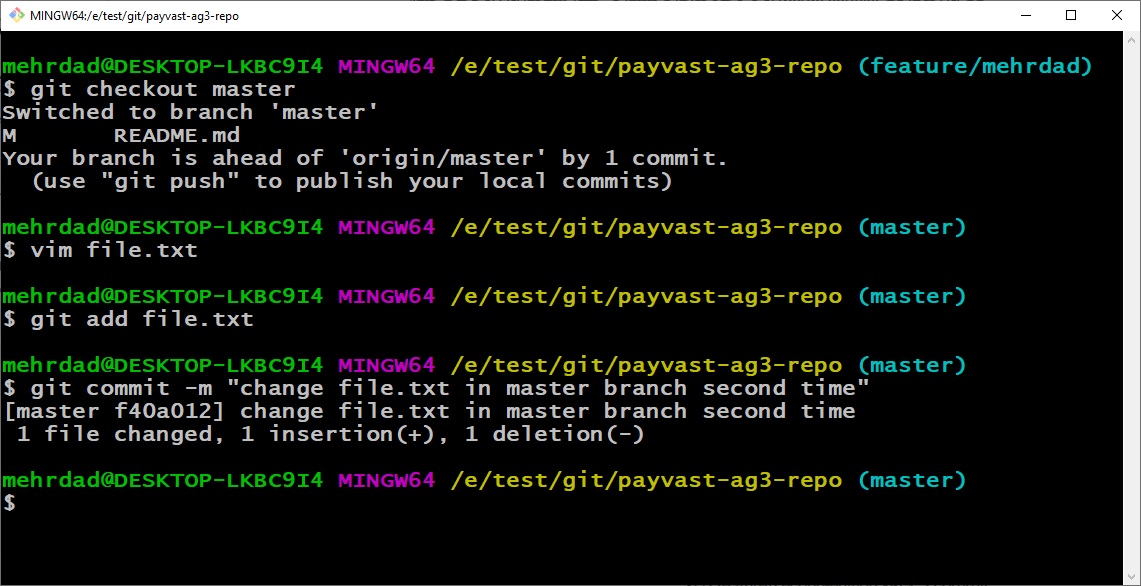 MINGW64:/e/test/git/payvast-ag3-repo
mehrdad@DESKTOP-LKBC9I4 MINGW64 /e/test/git/payvast-ag3-repo (feature/mehrdad)
$ git checkout master
Switched to branch 'master'
M       README.md
Your branch is ahead of 'origin/master' by 1 commit.
  (use "git push" to publish your local commits)
mehrdad@DESKTOP-LKBC9I4 MINGW64 /e/test/git/payvast-ag3-repo (master)
$ vim file.txt
mehrdad@DESKTOP-LKBC9I4 MINGW64 /e/test/git/payvast-ag3-repo (master)
$ git add file.txt
mehrdad@DESKTOP-LKBC9I4 MINGW64 /e/test/git/payvast-ag3-repo (master)
$ git commit -m "change file.txt in master branch second time"
[master f40a012] change file.txt in master branch second time
 1 file changed, 1 insertion(+), 1 deletion(-)
mehrdad@DESKTOP-LKBC9I4 MINGW64 /e/test/git/payvast-ag3-repo (master)
$